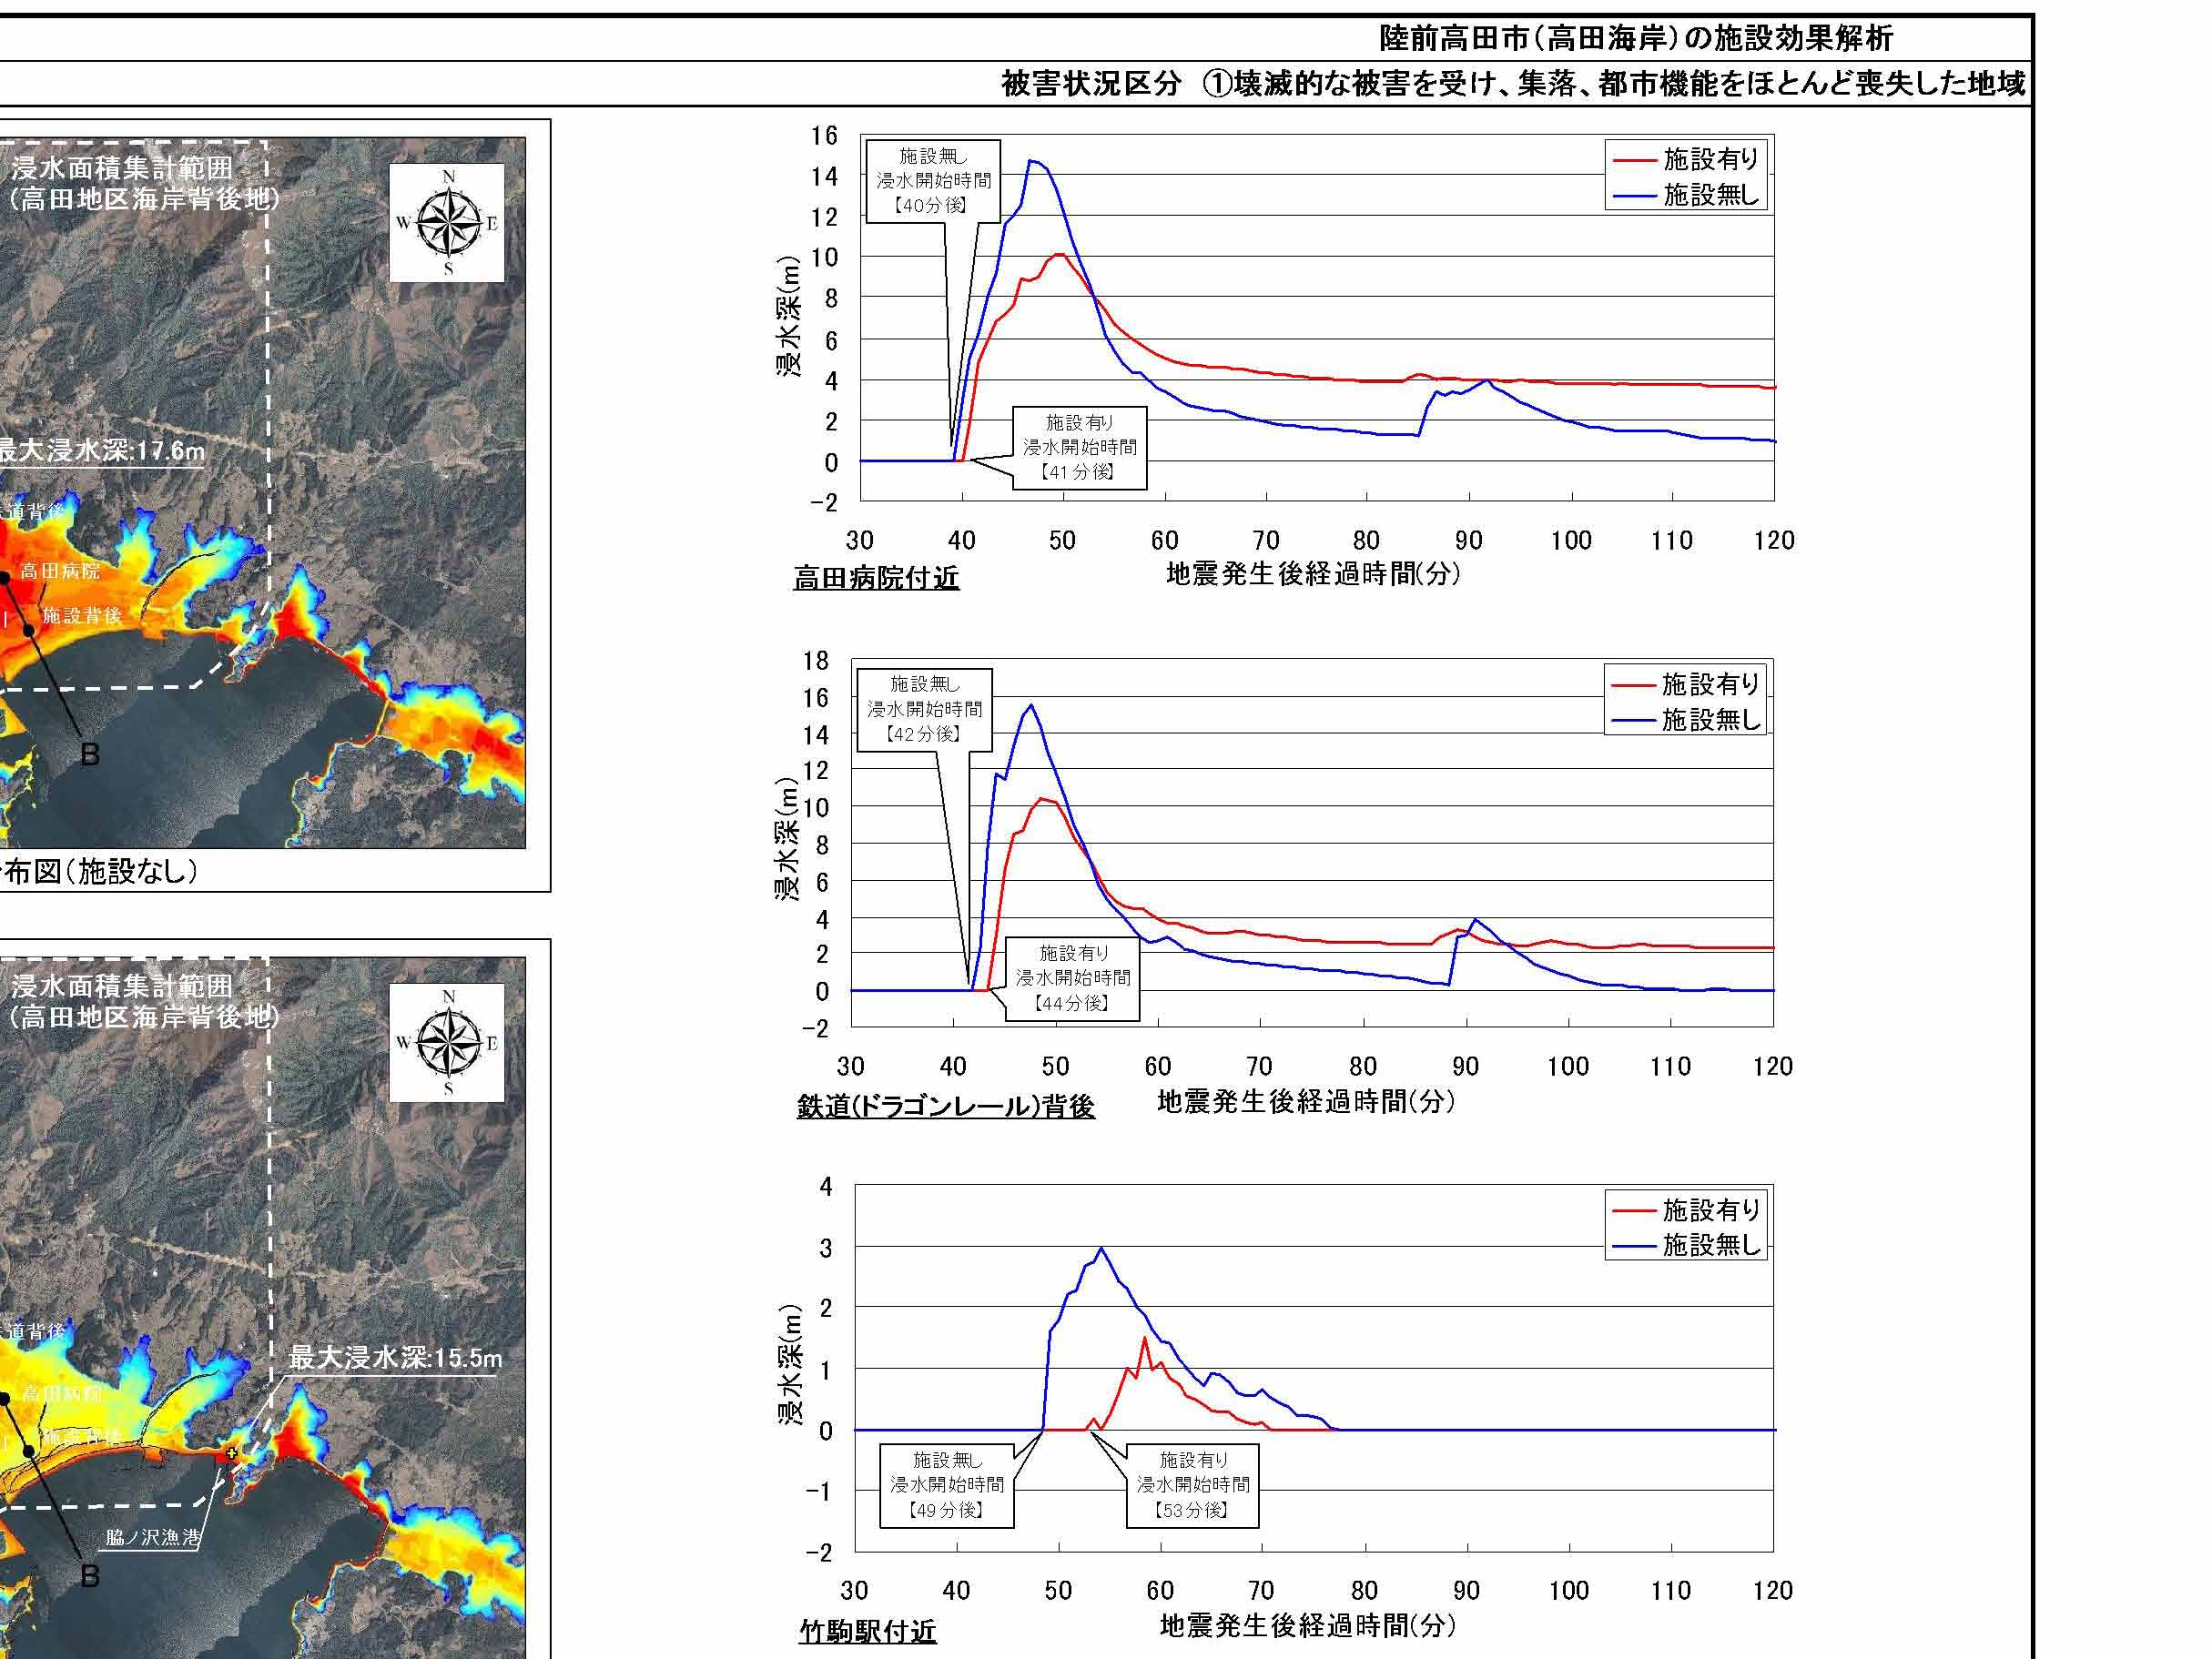 陸前高田市(高田海岸)の施設効果解析
被害状況区分 ①壊滅的な被害を受け、集落、都市機能をほとんど喪失した地域
浸水面積集計範囲
(高田地区海岸背後地)
N
W E
S
最大浸水深:17.6m
道背後
高田病院
施設背後
B
布図(施設なし)
浸水面積集計範囲
(高田地区海岸背後地)
N
W E
S
道背後
最大浸水深:15.5m
高田病院
施設背後
脇ノ沢漁港
B
16
14
12
10
8
6
4
2
0
-2
浸水深(m)
施設無し
浸水開始時間
【40分後】
施設有り
浸水開始時間
【41分後】
施設有り
施設無し
30 40 50 60 70 80 90 100 110 120
地震発生後経過時間(分)
高田病院付近
18
16
14
12
10
8
6
4
2
0
-2
浸水深(m)
施設無し
浸水開始時間
【42分後】
施設有り
浸水開始時間
【44分後】
施設有り
施設無し
30 40 50 60 70 80 90 100 110 120
地震発生後経過時間(分)
鉄道(ドラゴンレール)背後
4
3
2
1
0
-1
-2
浸水深(m)
施設有り
施設無し
施設無し
浸水開始時間
【49分後】
施設有り
浸水開始時間
【53分後】
30 40 50 60 70 80 90 100 110 120
地震発生後経過時間(分)
竹駒駅付近